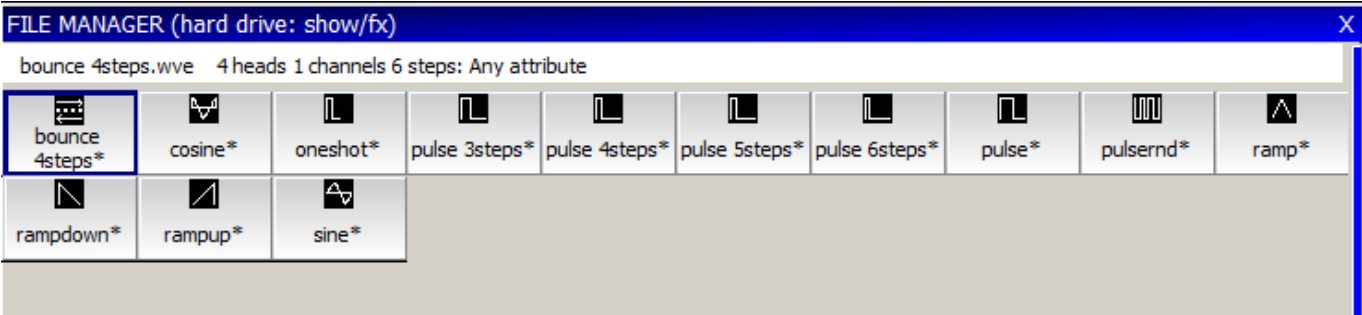 FILE MANAGER (hard drive: show/fx) X
bounce 4steps.wve 4 heads 1 channels 6 steps: Any attribute
bounce
4steps*
cosine*
oneshot*
pulse 3steps*
pulse 4steps*
pulse 5steps*
pulse 6steps*
pulse*
pulsernd*
ramp*
rampdown*
rampup*
sine*